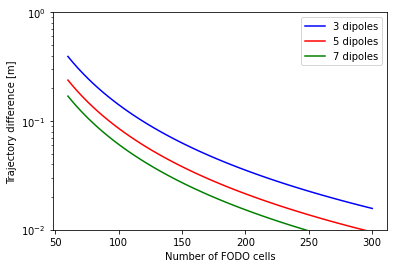 10⁰
3 dipoles
5 dipoles
7 dipoles
Trajectory difference [m]
10⁻¹
10⁻²
50 100 150 200 250 300
Number of FODO cells